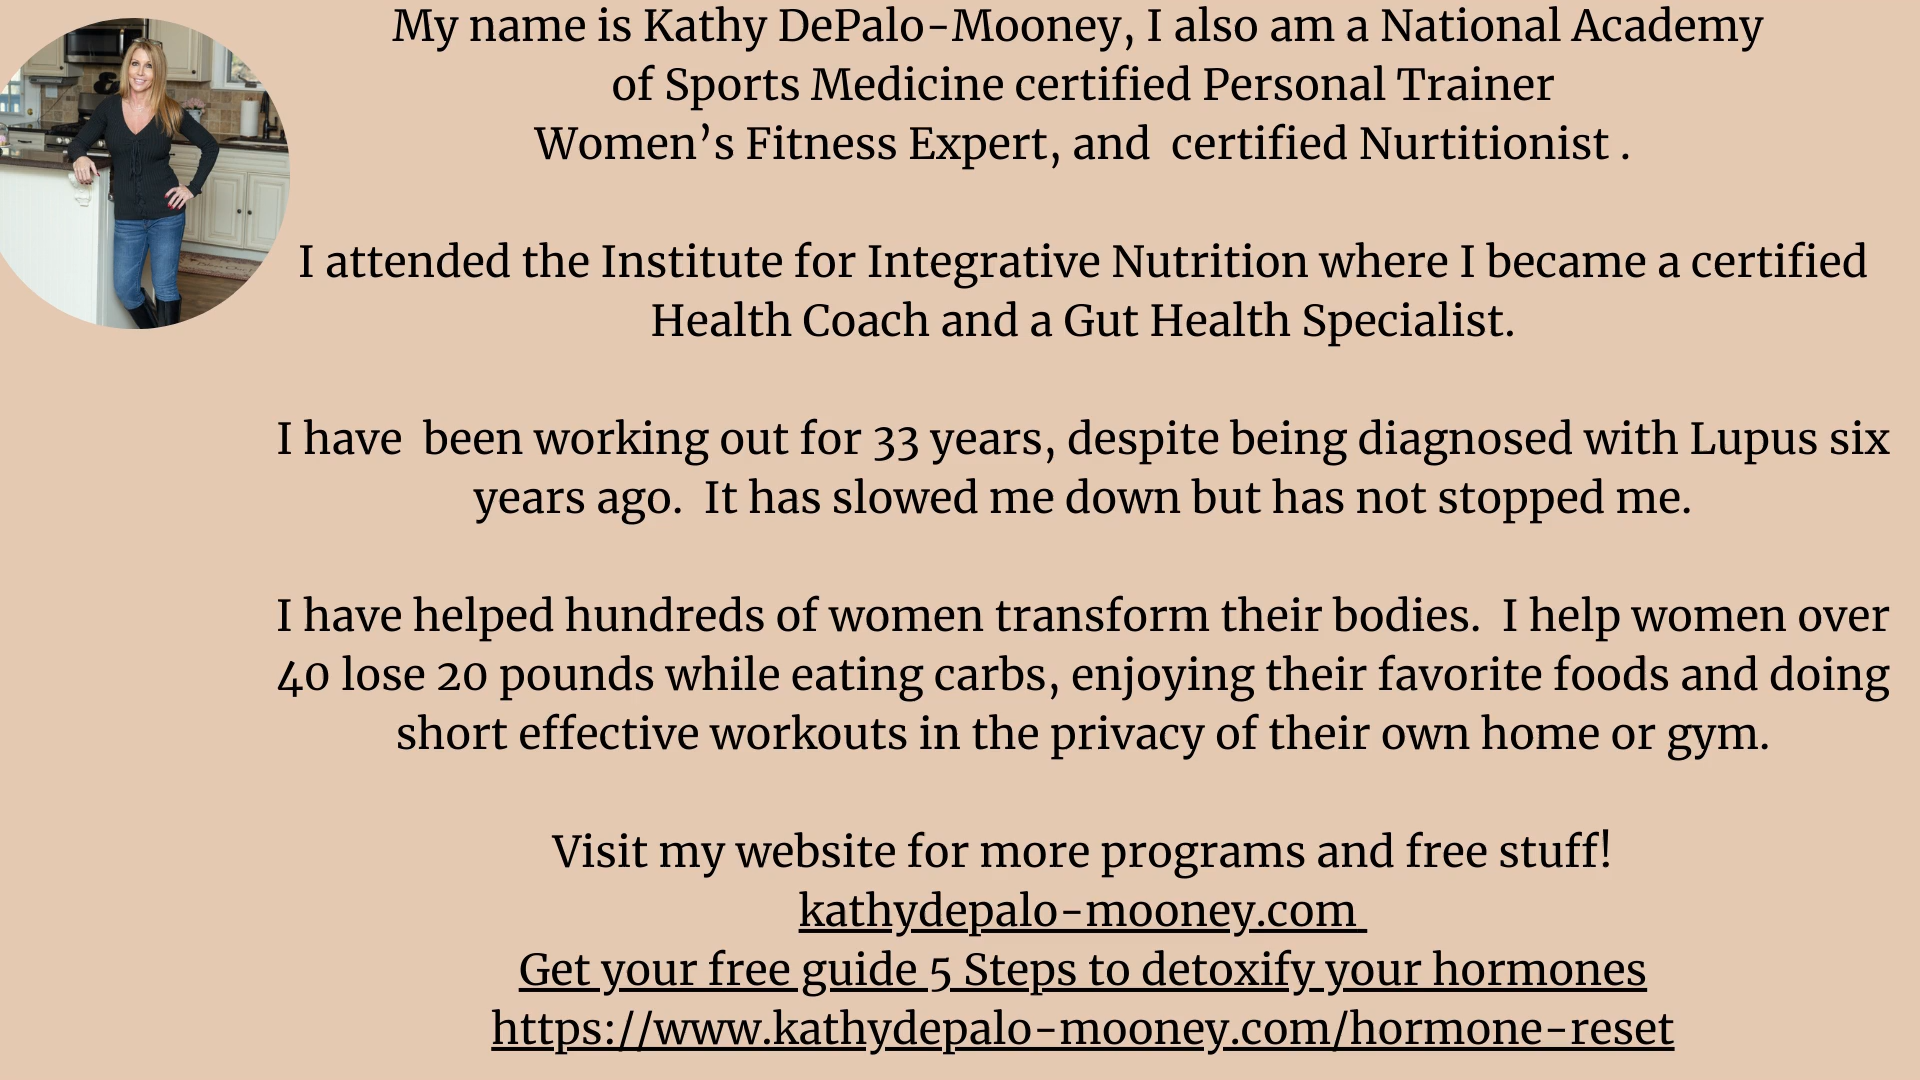 My name is Kathy DePalo-Mooney, I also am a National Academy
of Sports Medicine certified Personal Trainer
Women’s Fitness Expert, and  certified Nurtitionist .
I attended the Institute for Integrative Nutrition where I became a certified
Health Coach and a Gut Health Specialist.
I have  been working out for 33 years, despite being diagnosed with Lupus six
years ago.  It has slowed me down but has not stopped me.
I have helped hundreds of women transform their bodies.  I help women over
40 lose 20 pounds while eating carbs, enjoying their favorite foods and doing
short effective workouts in the privacy of their own home or gym.
Visit my website for more programs and free stuff!
kathydepalo-mooney.com
Get your free guide 5 Steps to detoxify your hormones
https://www.kathydepalo-mooney.com/hormone-reset